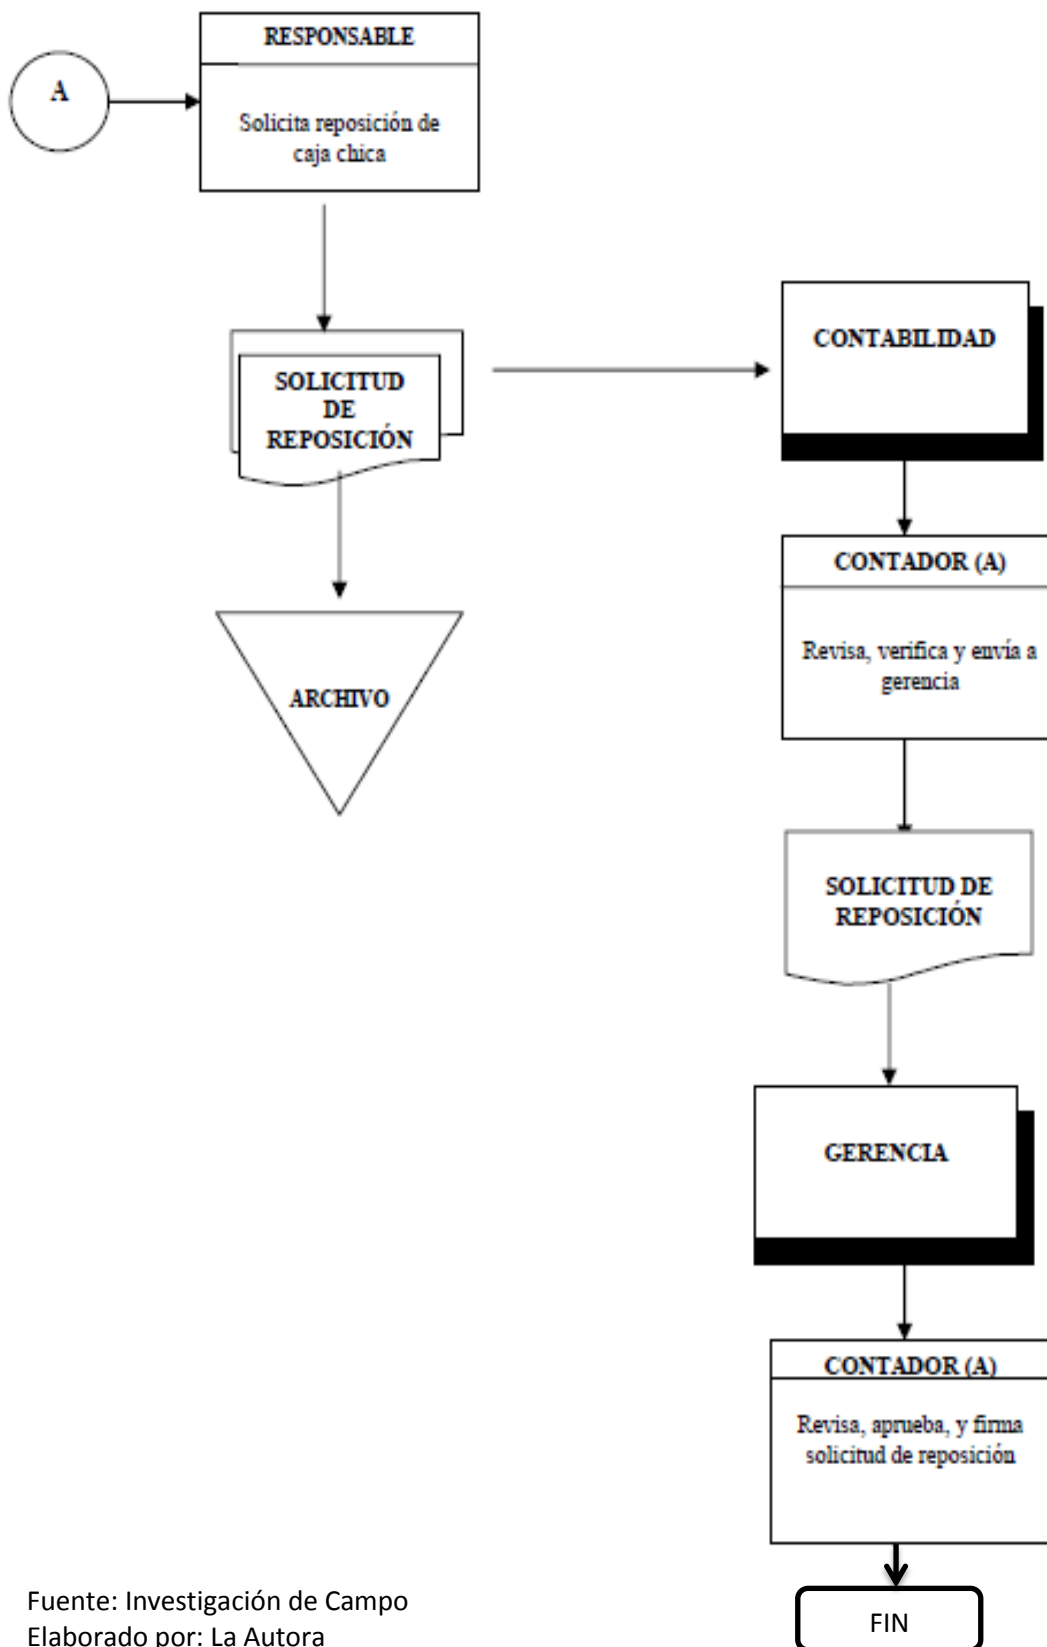 RESPONSABLE
A
Solicita reposición de
caja chica
SOLICITUD
DE
REPOSICIÓN
ARCHIVO
CONTABILIDAD
CONTADOR (A)
Revisa, verifica y envía a
gerencia
SOLICITUD DE
REPOSICIÓN
GERENCIA
CONTADOR (A)
Revisa, aprueba, y firma
solicitud de reposición
FIN
Fuente: Investigación de Campo
Elaborado por: La Autora